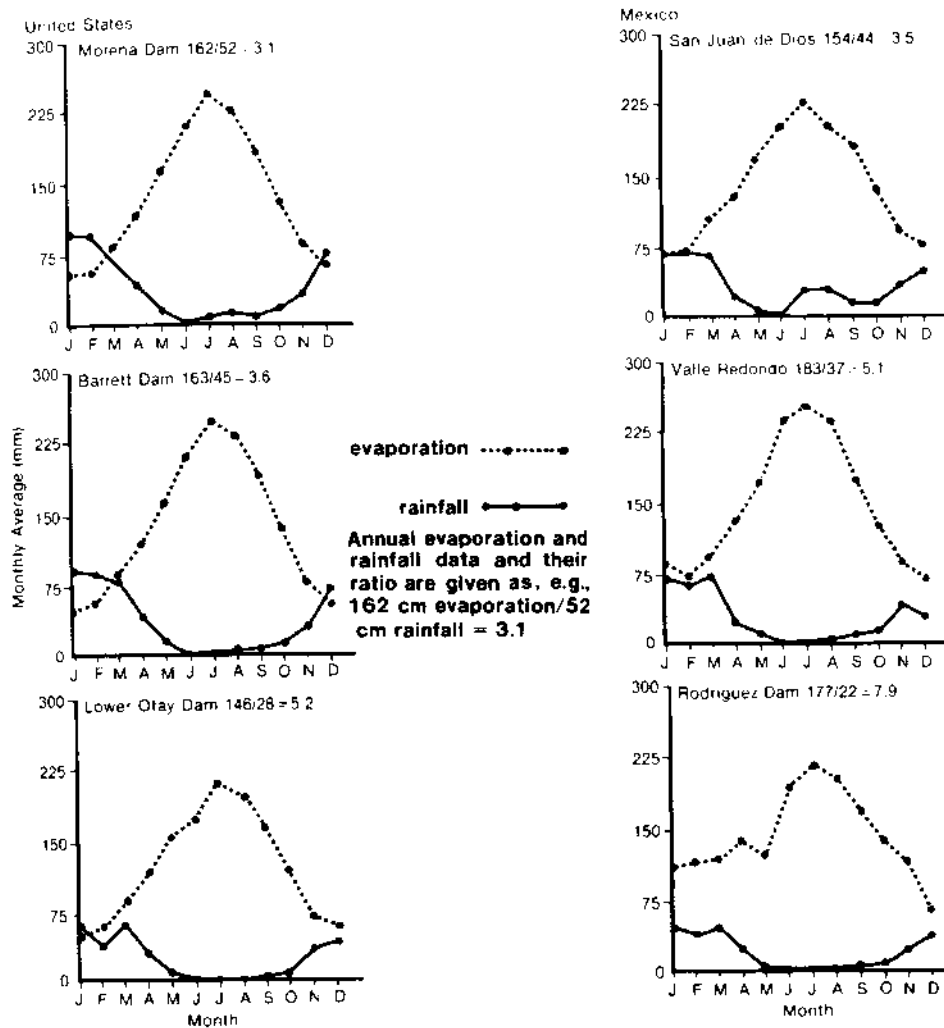 United States
Morena Dam 162/52 - 3.1
300
225
150
75
0
J F M A M J J A S O N D
Mexico
San Juan de Dios 154/44 3.5
300
225
150
75
0
J F M A M J J A S O N D
Monthly Average (mm)
Barrett Dam 163/45 - 3.6
300
225
150
75
0
J F M A M J J A S O N D
evaporation
rainfall
Annual evaporation and
rainfall data and their
ratio are given as, e.g.,
162 cm evaporation/52
cm rainfall = 3.1
Valle Redondo 183/37 - 5.1
300
225
150
75
0
J F M A M J J A S O N D
Lower Otay Dam 146/28 = 5.2
300
225
150
75
0
J F M A M J J A S O N D
Month
Rodriguez Dam 177/22 = 7.9
300
225
150
75
0
J F M A M J J A S O N D
Month